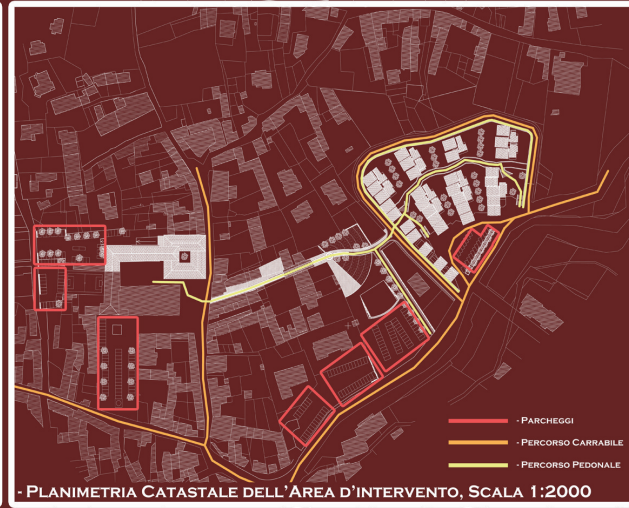 - Parcheggi
- Percorso Carrabile
- Percorso Pedonale
- Planimetria Catastale dell'Area d'intervento, Scala 1:2000